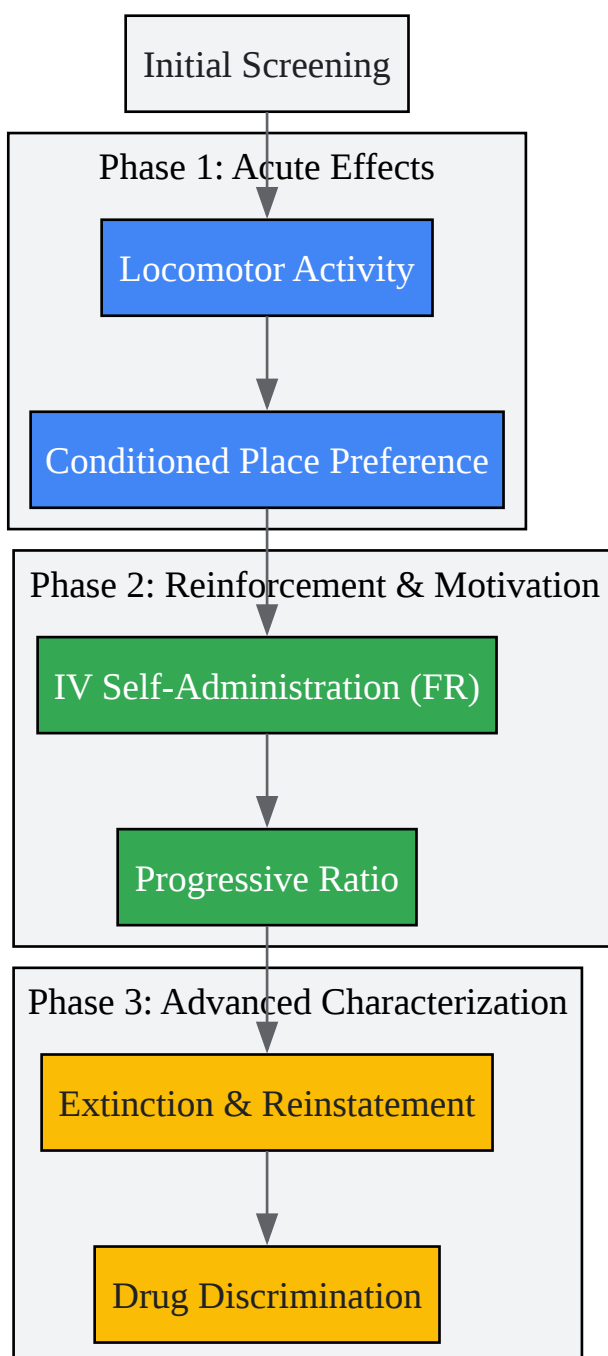 Initial Screening
Phase 1: Acute Effects
Locomotor Activity
Conditioned Place Preference
Phase 2: Reinforcement & Motivation
IV Self-Administration (FR)
Progressive Ratio
Phase 3: Advanced Characterization
Extinction & Reinstatement
Drug Discrimination